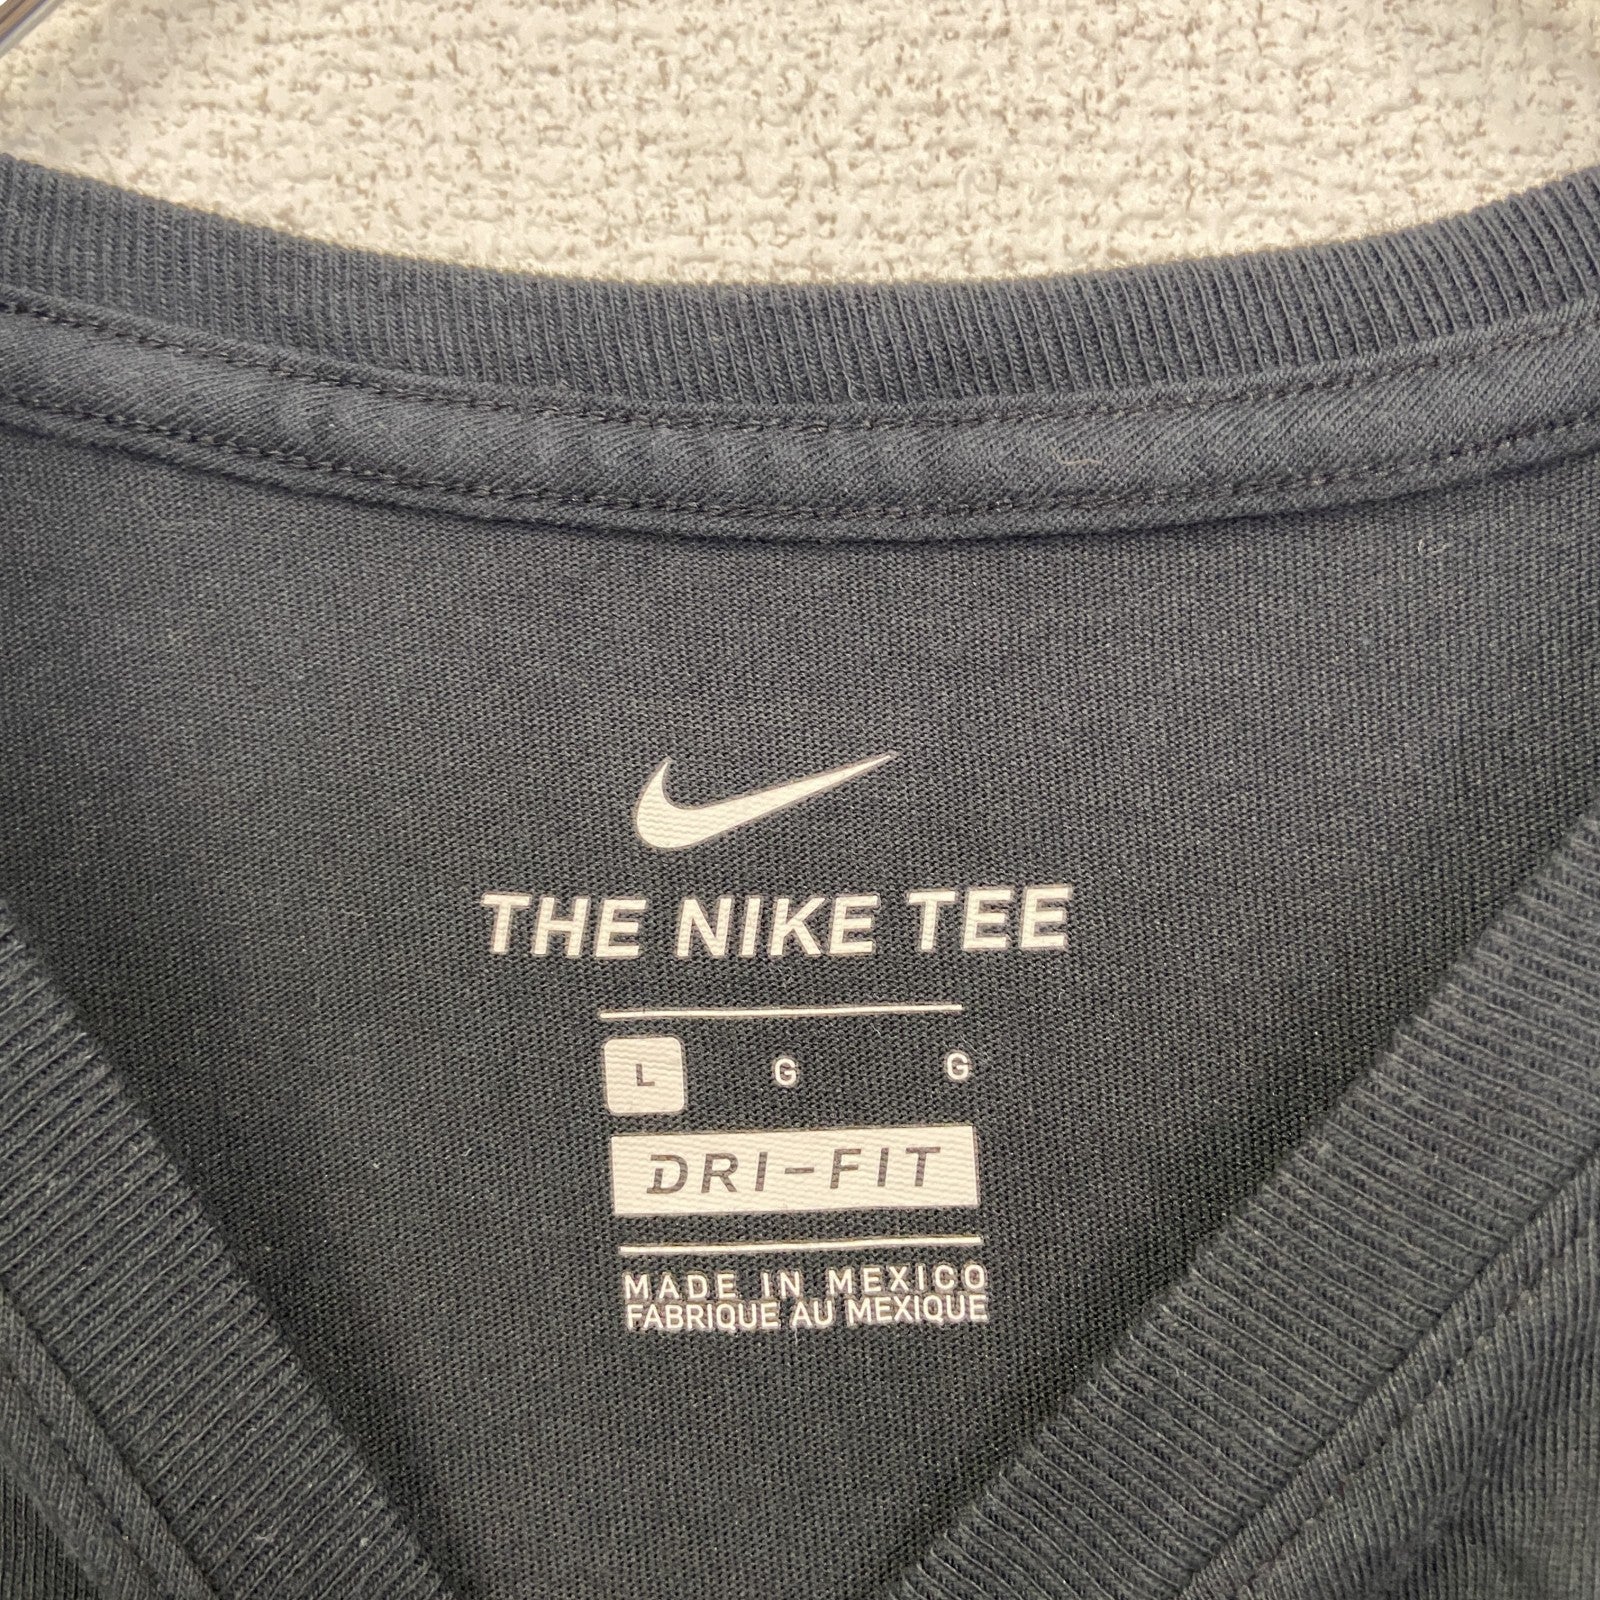 THE NIKE TEE
L G G
DRI-FIT
MADE IN MEXICO
FABRIQUE AU MEXIQUE